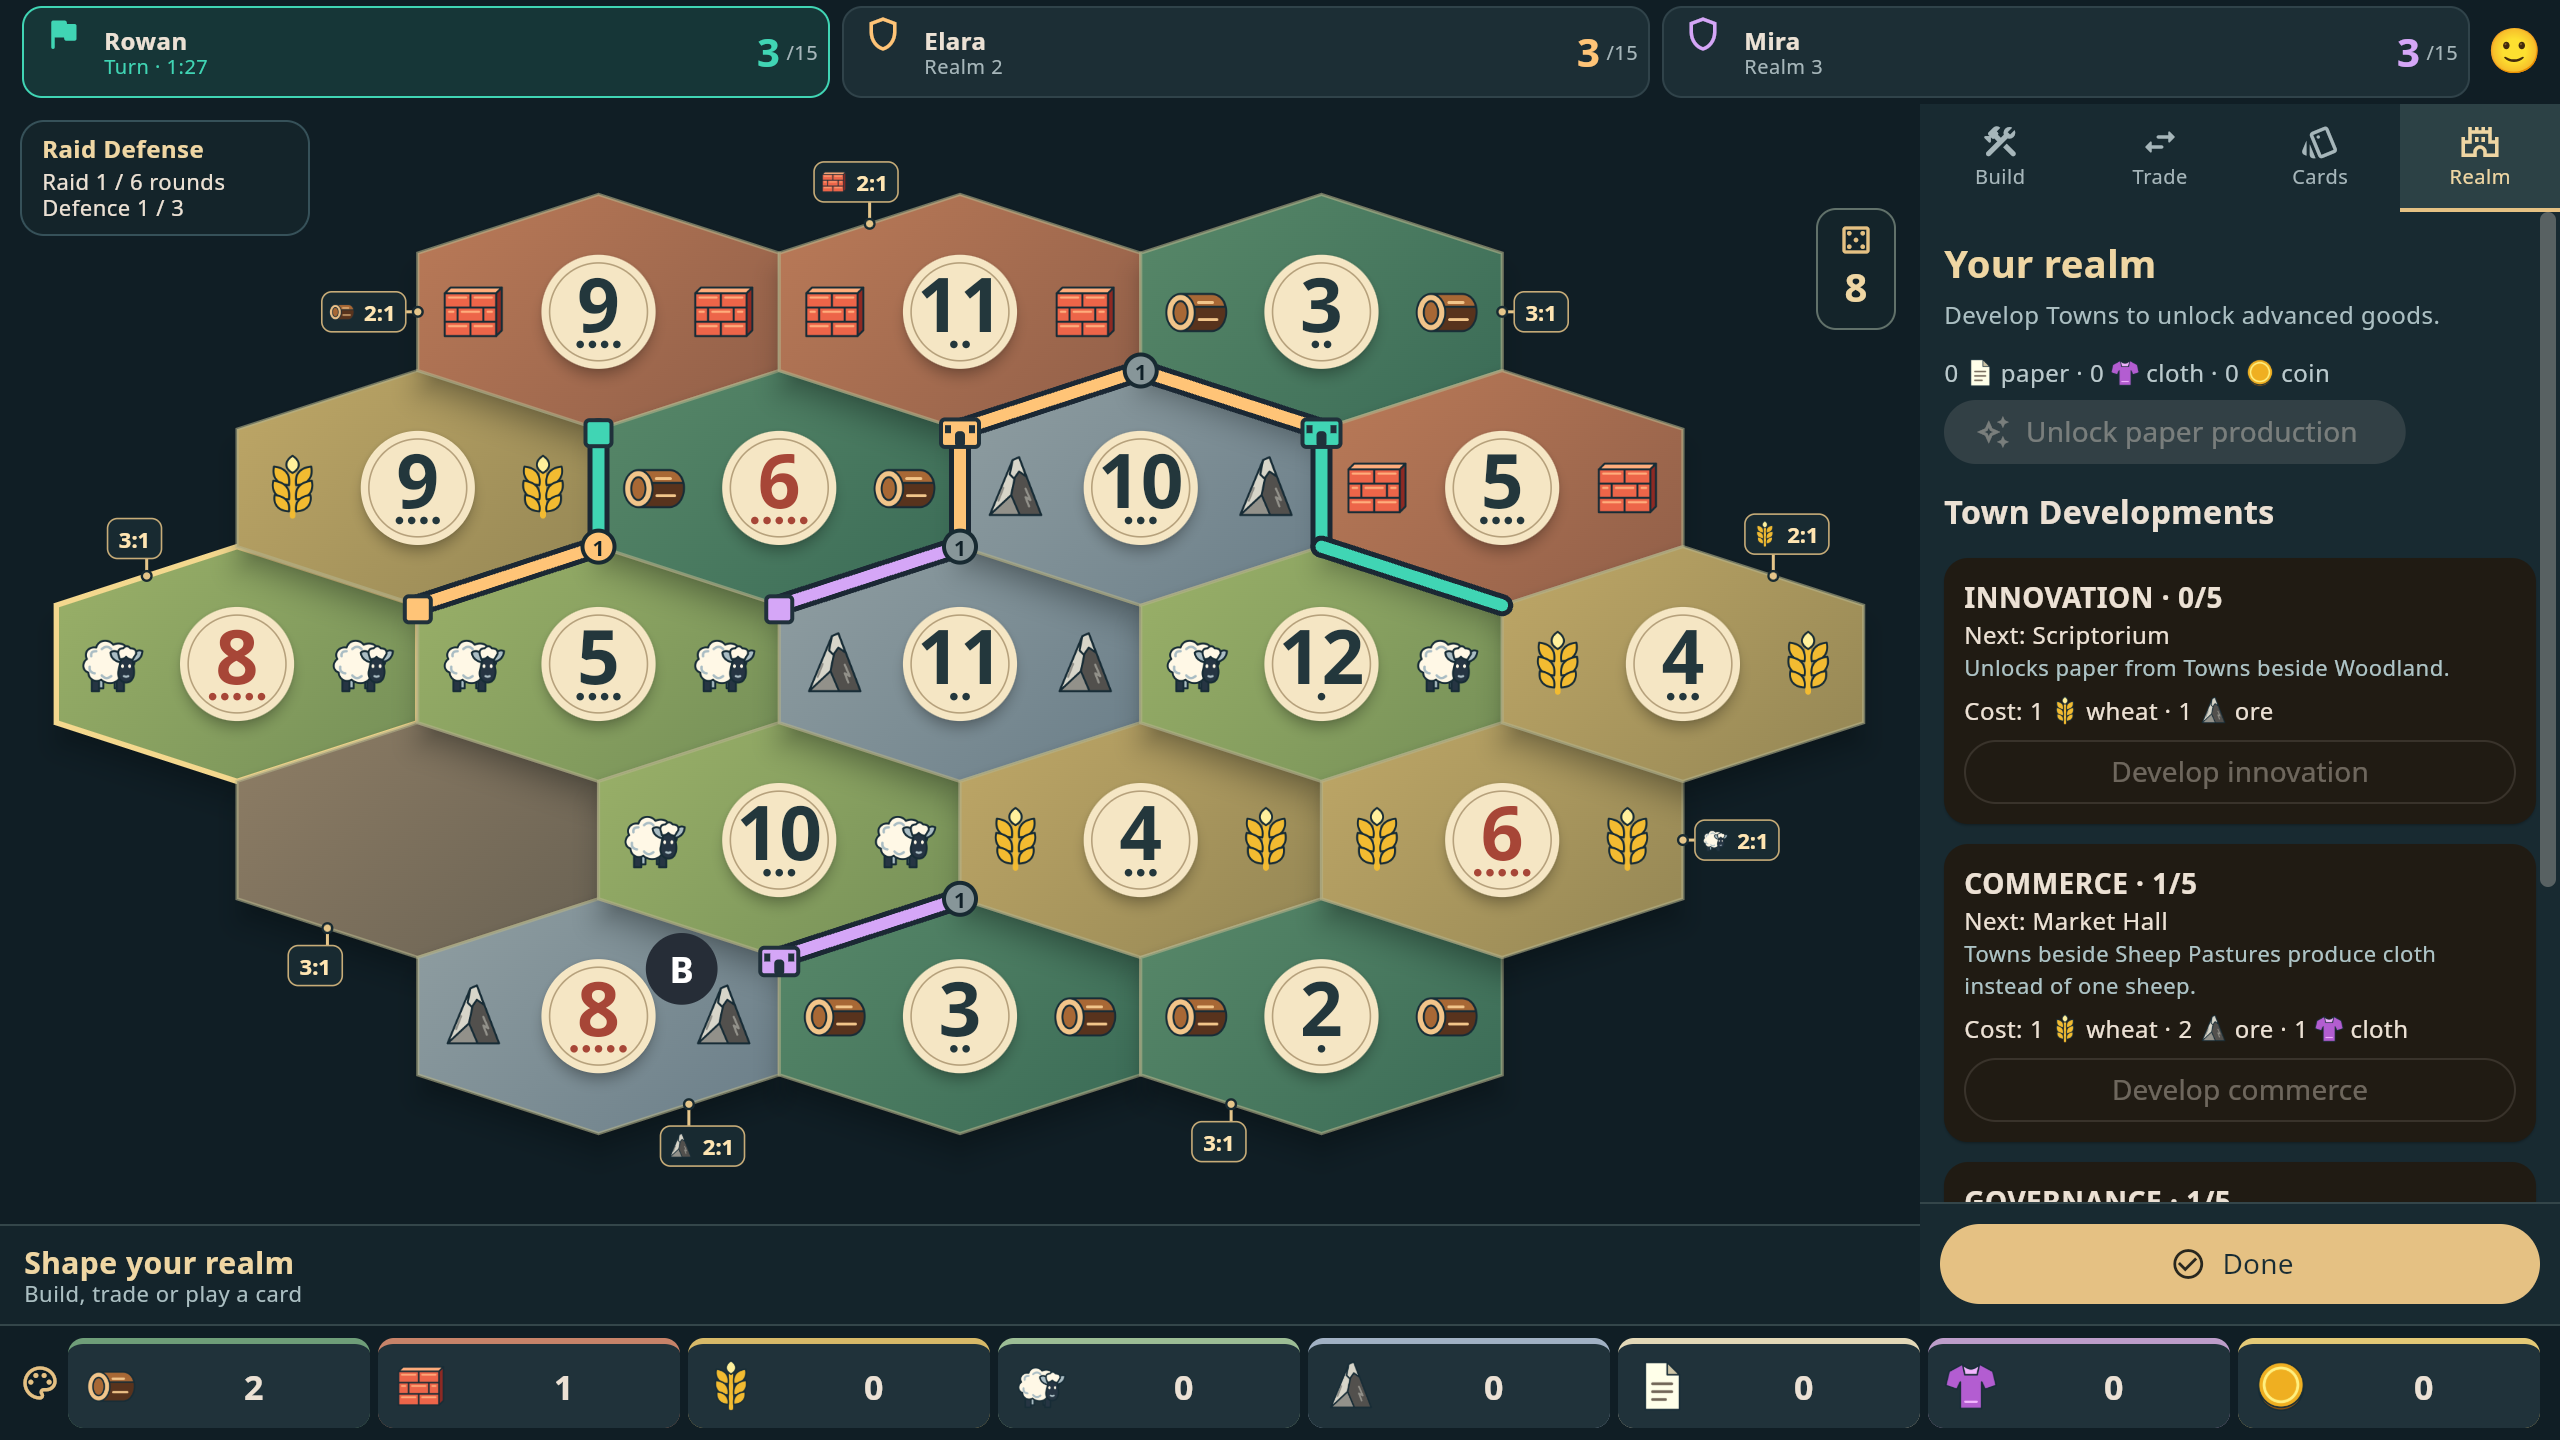 Rowan
Turn · 1:27
3 /15
Elara
Realm 2
3 /15
Mira
Realm 3
3 /15
Raid Defense
Raid 1 / 6 rounds
Defence 1 / 3
Build
Trade
Cards
Realm
8
2:1
2:1
3:1
9
11
3
1
9
6
10
5
1
1
3:1
2:1
8
5
11
12
4
10
4
6
2:1
1
3:1
B
8
3
2
2:1
3:1
Your realm
Develop Towns to unlock advanced goods.
0 paper · 0 cloth · 0 coin
Unlock paper production
Town Developments
INNOVATION · 0/5
Next: Scriptorium
Unlocks paper from Towns beside Woodland.
Cost: 1 wheat · 1 ore
Develop innovation
COMMERCE · 1/5
Next: Market Hall
Towns beside Sheep Pastures produce cloth
instead of one sheep.
Cost: 1 wheat · 2 ore · 1 cloth
Develop commerce
GOVERNANCE · 1/5
Done
Shape your realm
Build, trade or play a card
2
1
0
0
0
0
0
0